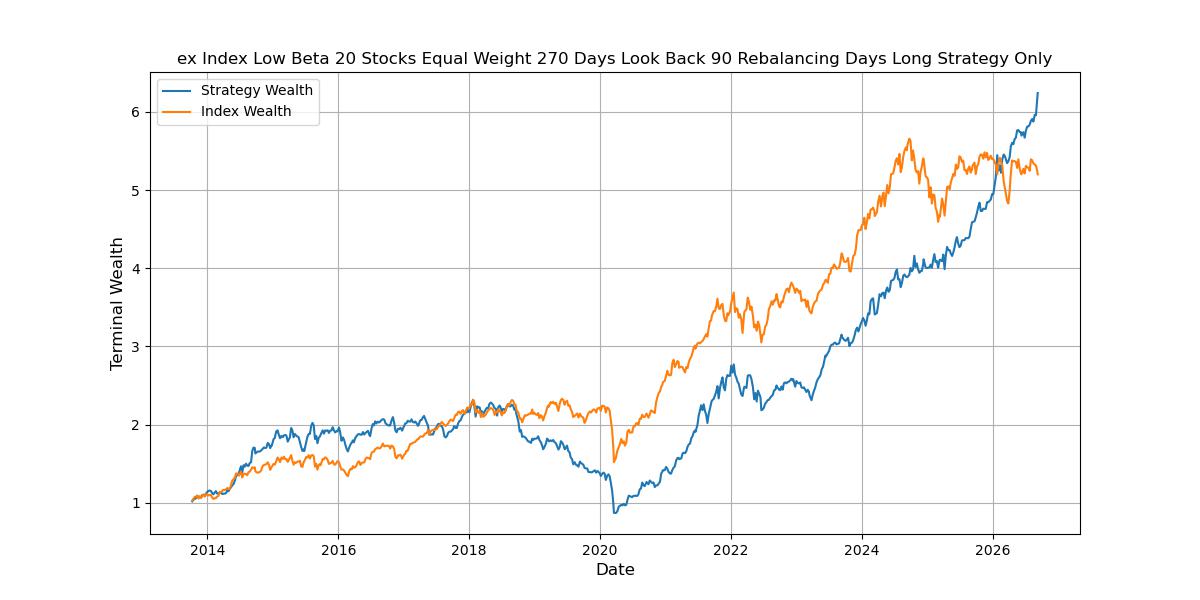 ex Index Low Beta 20 Stocks Equal Weight 270 Days Look Back 90 Rebalancing Days Long Strategy Only
Strategy Wealth
Index Wealth
Terminal Wealth
6
5
4
3
2
1
2014 2016 2018 2020 2022 2024 2026
Date